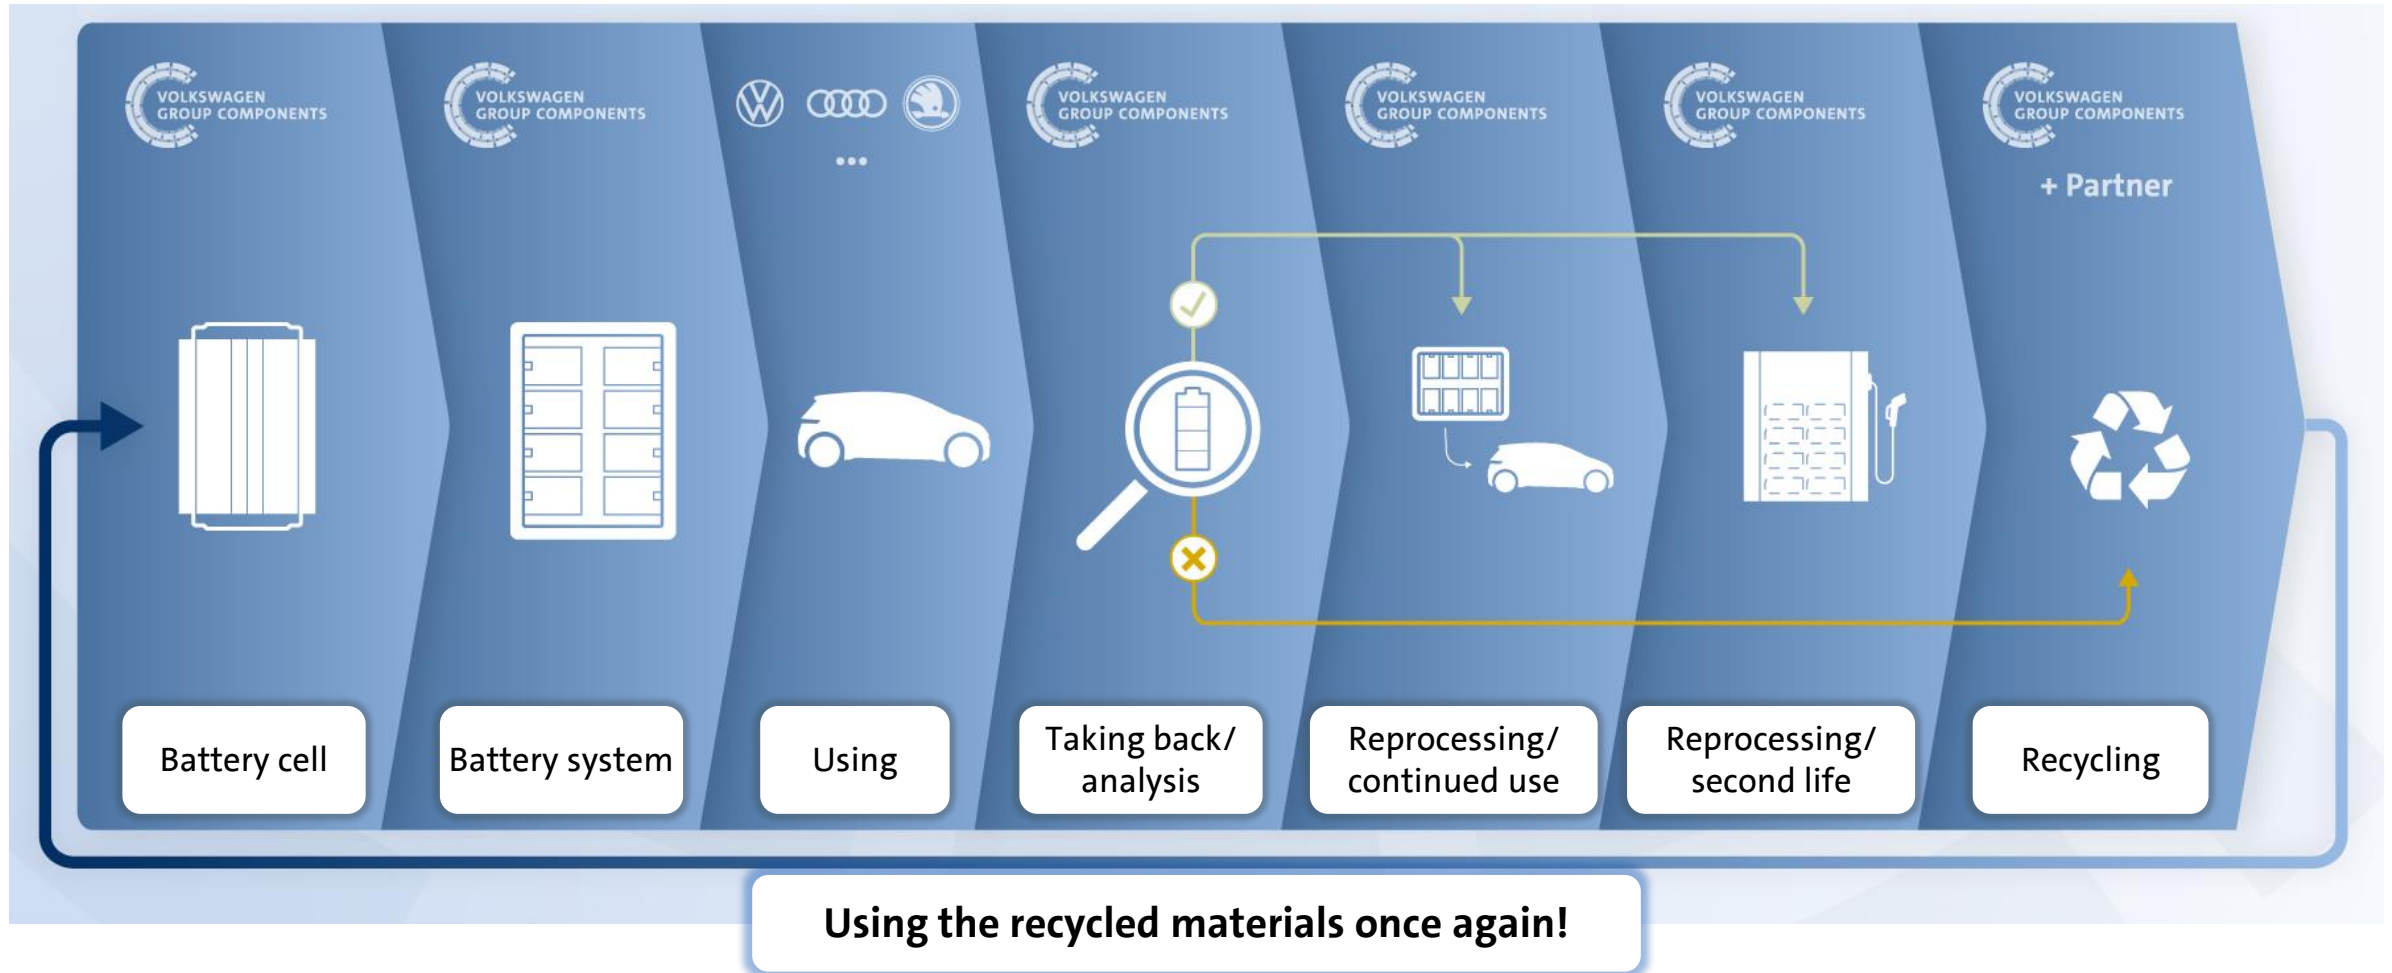 VOLKSWAGEN
GROUP COMPONENTS
VOLKSWAGEN
GROUP COMPONENTS
...
VOLKSWAGEN
GROUP COMPONENTS
VOLKSWAGEN
GROUP COMPONENTS
VOLKSWAGEN
GROUP COMPONENTS
VOLKSWAGEN
GROUP COMPONENTS
+ Partner
Battery cell
Battery system
Using
Taking back/
analysis
Reprocessing/
continued use
Reprocessing/
second life
Recycling
Using the recycled materials once again!